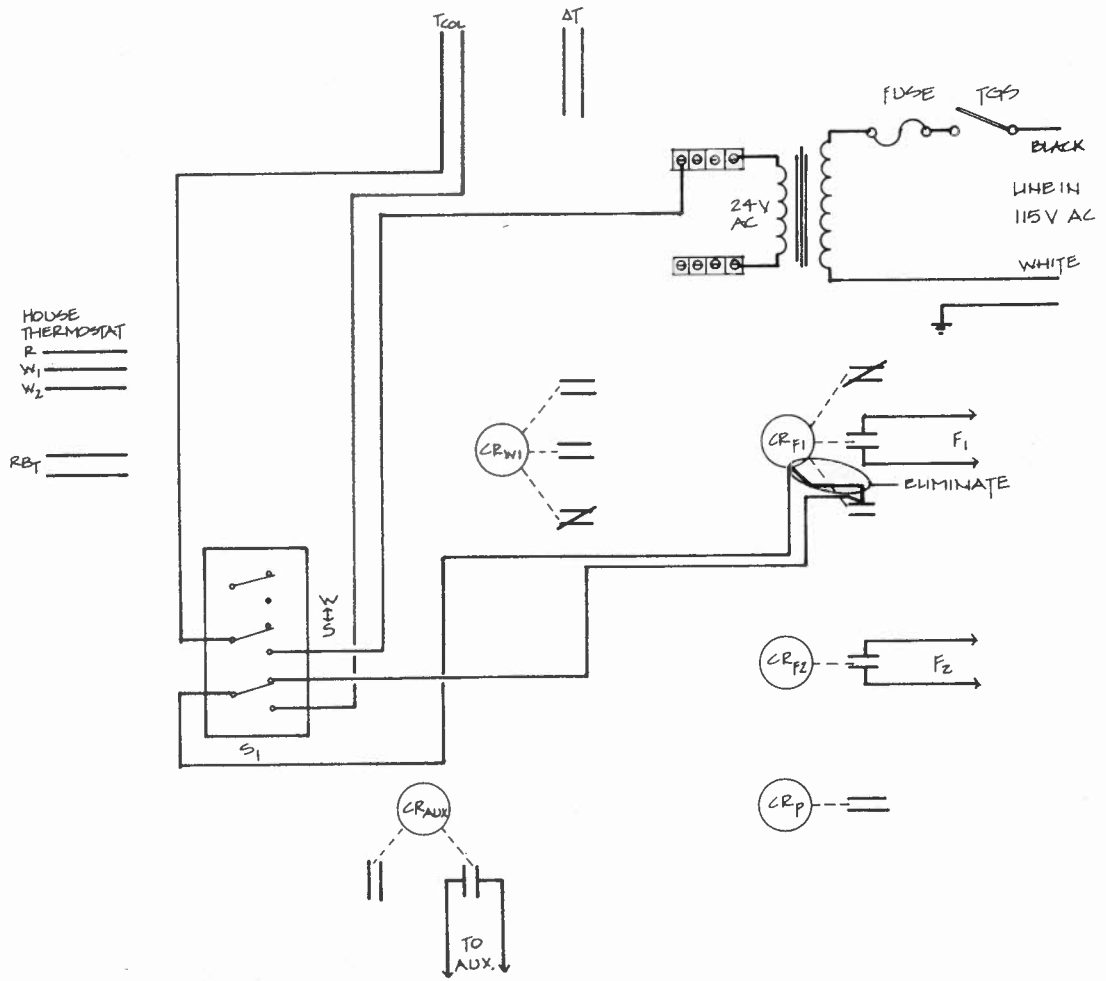 TCOL
ΔT
FUSE
TGS
BLACK
24V
AC
LINE IN
115V AC
WHITE
HOUSE
THERMOSTAT
R
W1
W2
RBT
CRW1
CRF1
F1
ELIMINATE
W↔S
S1
CRF2
F2
CRAUX
CRP
TO
AUX.